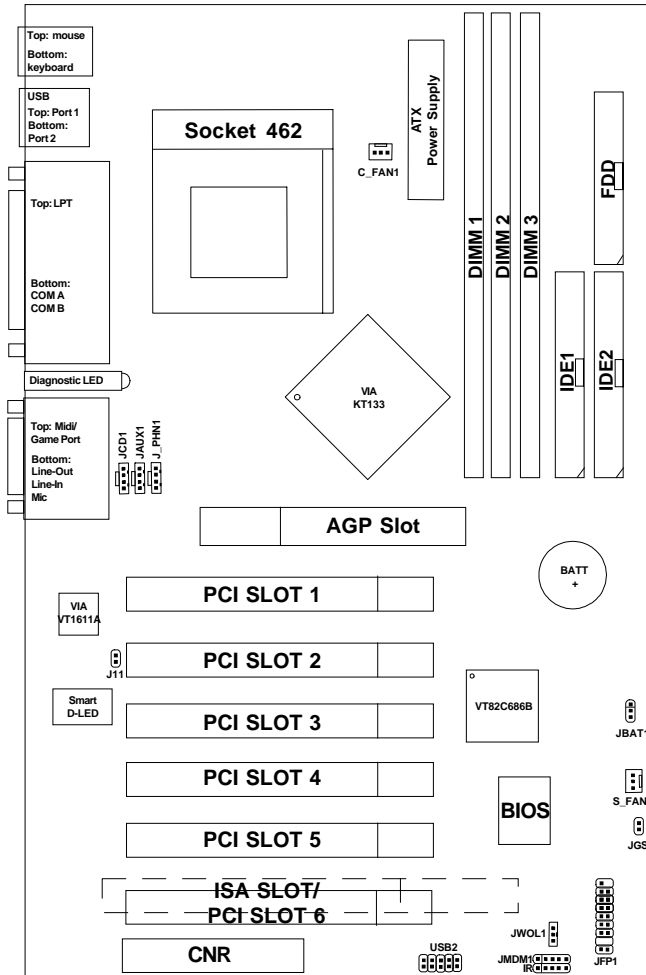 Top: mouse
Bottom:
keyboard
USB
Top: Port 1
Bottom:
Port 2
Socket 462
C_FAN1
ATX
Power Supply
DIMM 1
DIMM 2
DIMM 3
FDD
Top: LPT
Bottom:
COM A
COM B
IDE1
IDE2
Diagnostic LED
VIA
KT133
Top: Midi/
Game Port
Bottom:
Line-Out
Line-In
Mic
JCD1
JAUX1
J_PHN1
AGP Slot
BATT
+
PCI SLOT 1
VIA
VT1611A
PCI SLOT 2
J11
Smart
D-LED
PCI SLOT 3
VT82C686B
JBAT1
PCI SLOT 4
BIOS
S_FAN
JGS
PCI SLOT 5
ISA SLOT/
PCI SLOT 6
CNR
USB2
JWOL1
JMDM1
IR
JFP1